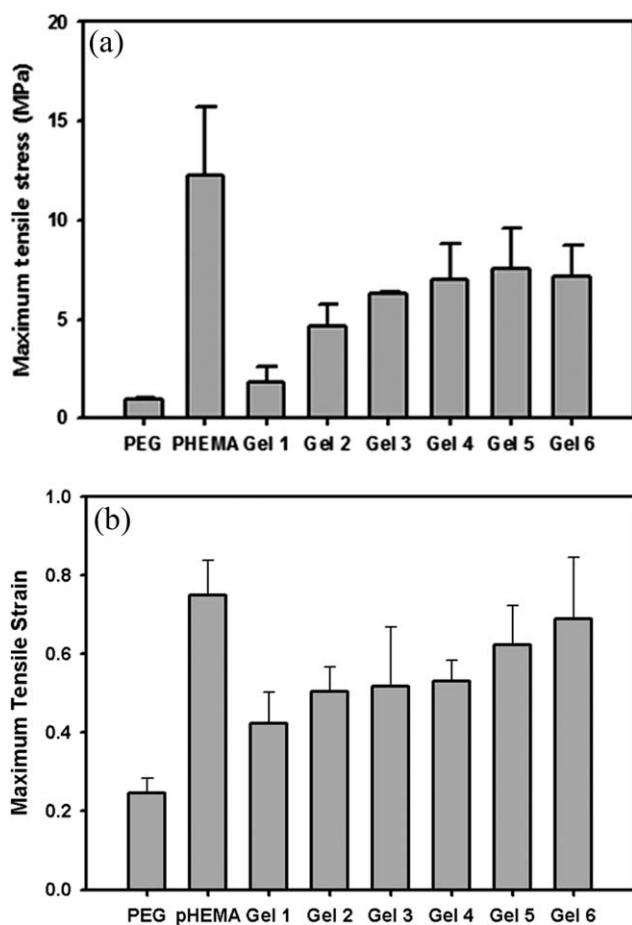 (a)
Maximum tensile stress (MPa)
20
15
10
5
0
PEG PHEMA Gel 1 Gel 2 Gel 3 Gel 4 Gel 5 Gel 6
(b)
Maximum Tensile Strain
1.0
0.8
0.6
0.4
0.2
0.0
PEG pHEMA Gel 1 Gel 2 Gel 3 Gel 4 Gel 5 Gel 6